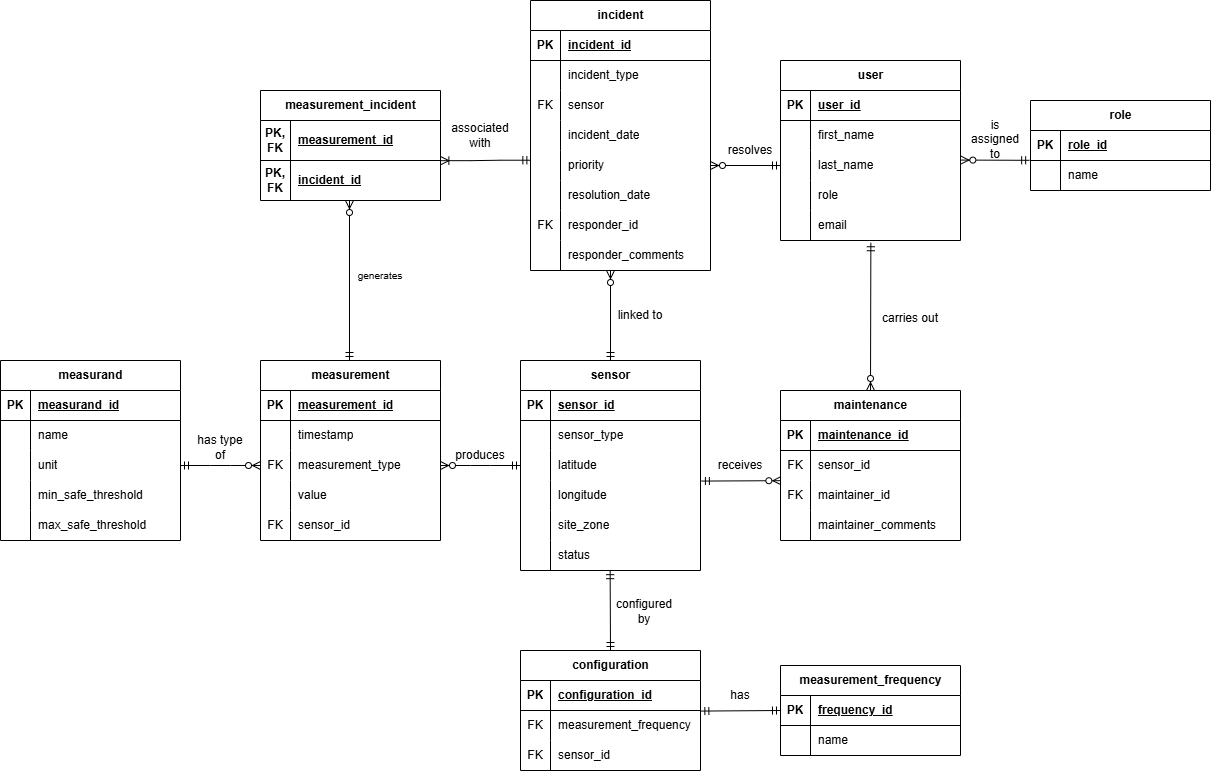 incident
PK incident_id
incident_type
FK sensor
incident_date
priority
resolution_date
FK responder_id
responder_comments
user
PK user_id
first_name
last_name
role
email
role
PK role_id
name
measurement_incident
PK,
FK
measurement_id
PK,
FK
incident_id
associated
with
resolves
is
assigned
to
generates
linked to
carries out
measurand
PK measurand_id
name
unit
min_safe_threshold
max_safe_threshold
has type
of
measurement
PK measurement_id
timestamp
FK measurement_type
value
FK sensor_id
produces
sensor
PK sensor_id
sensor_type
latitude
longitude
site_zone
status
receives
maintenance
PK maintenance_id
FK sensor_id
FK maintainer_id
maintainer_comments
configured
by
configuration
PK configuration_id
FK measurement_frequency
FK sensor_id
has
measurement_frequency
PK frequency_id
name